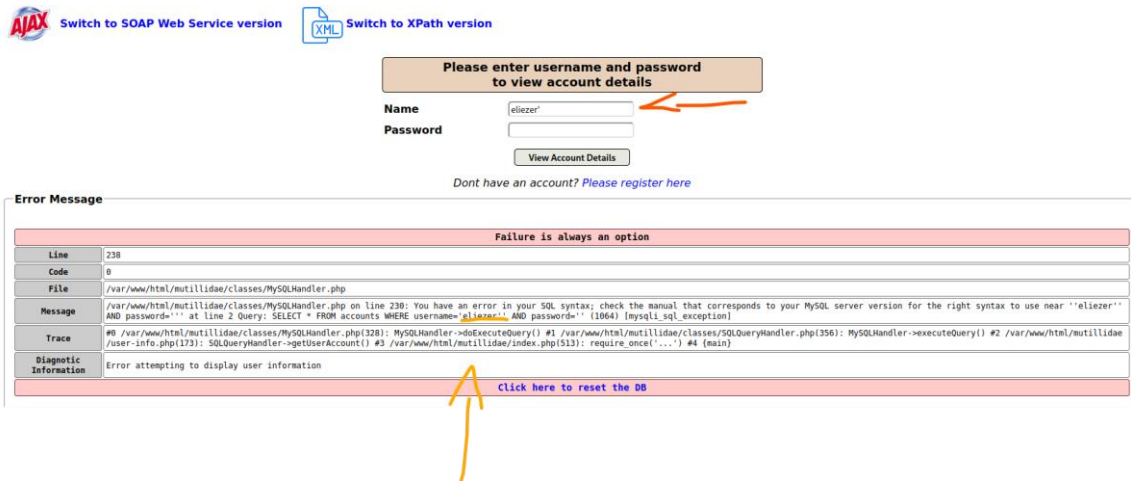 AJAX Switch to SOAP Web Service version XML Switch to XPath version
Please enter username and password
to view account details
Name eliezer'
Password
View Account Details
Dont have an account? Please register here
Error Message
Failure is always an option
Line 238
Code 0
File /var/www/html/mutillidae/classes/MySQLHandler.php
Message /var/www/html/mutillidae/classes/MySQLHandler.php on line 230: You have an error in your SQL syntax; check the manual that corresponds to your MySQL server version for the right syntax to use near ''eliezer''
AND password=''' at line 2 Query: SELECT * FROM accounts WHERE username='eliezer'' AND password='' (1064) [mysqli_sql_exception]
Trace #0 /var/www/html/mutillidae/classes/MySQLHandler.php(328): MySQLHandler->doExecuteQuery() #1 /var/www/html/mutillidae/classes/SQLQueryHandler.php(356): MySQLHandler->executeQuery() #2 /var/www/html/mutillidae
/user-info.php(173): SQLQueryHandler->getUserAccount() #3 /var/www/html/mutillidae/index.php(513): require_once('...') #4 {main}
Diagnostic
Information Error attempting to display user information
Click here to reset the DB